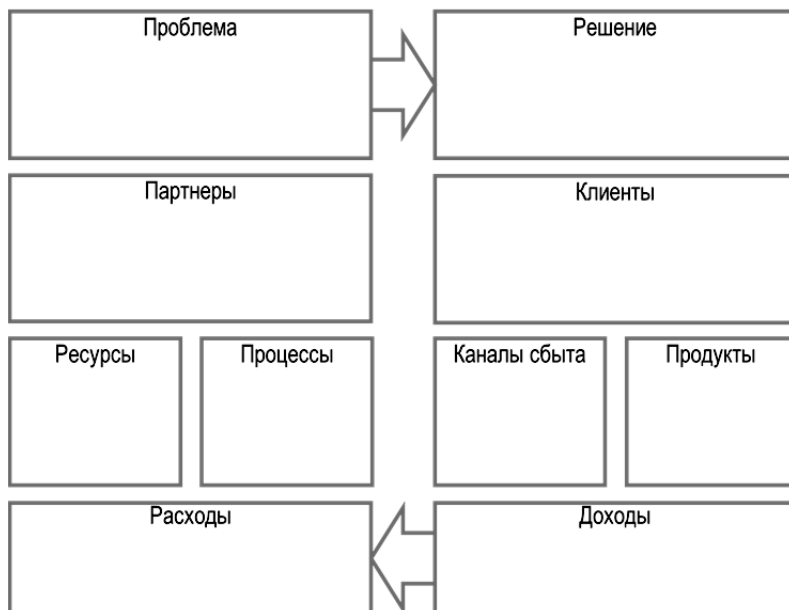 Проблема
Решение
Партнеры
Клиенты
Ресурсы
Процессы
Каналы сбыта
Продукты
Расходы
Доходы